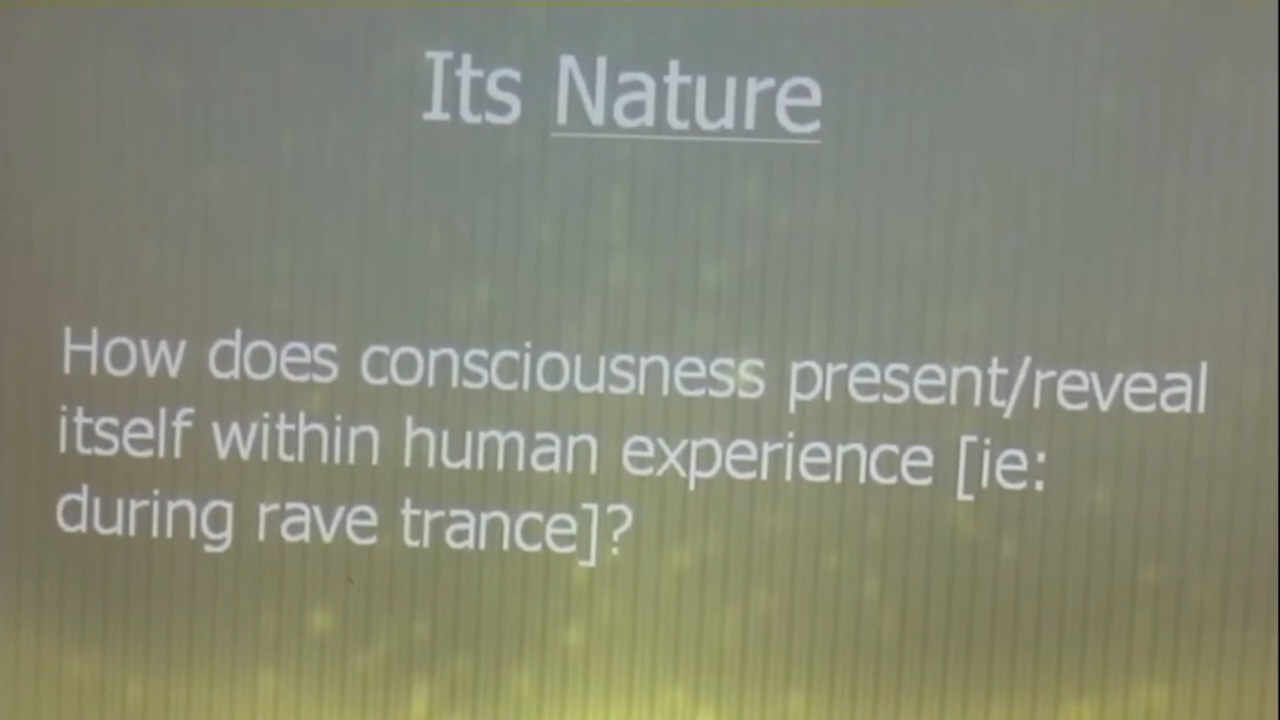 Its Nature
How does consciousness present/reveal
itself within human experience [ie:
during rave trance]?